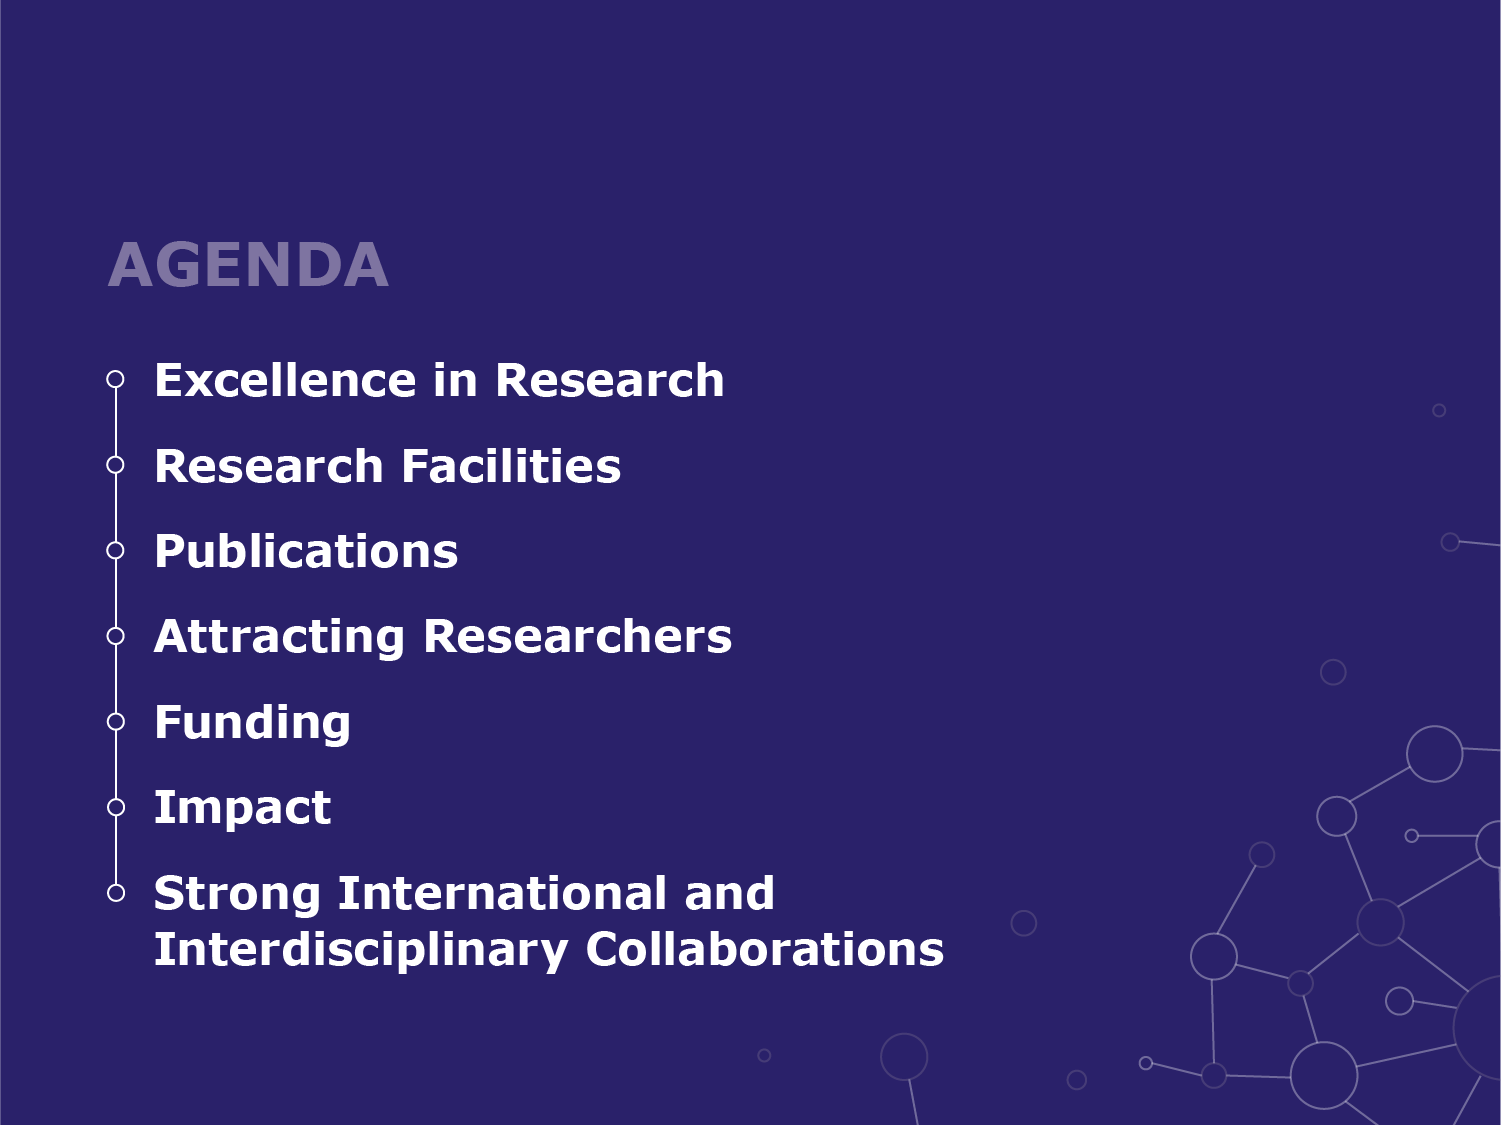 AGENDA
Excellence in Research
Research Facilities
Publications
Attracting Researchers
Funding
Impact
Strong International and
Interdisciplinary Collaborations